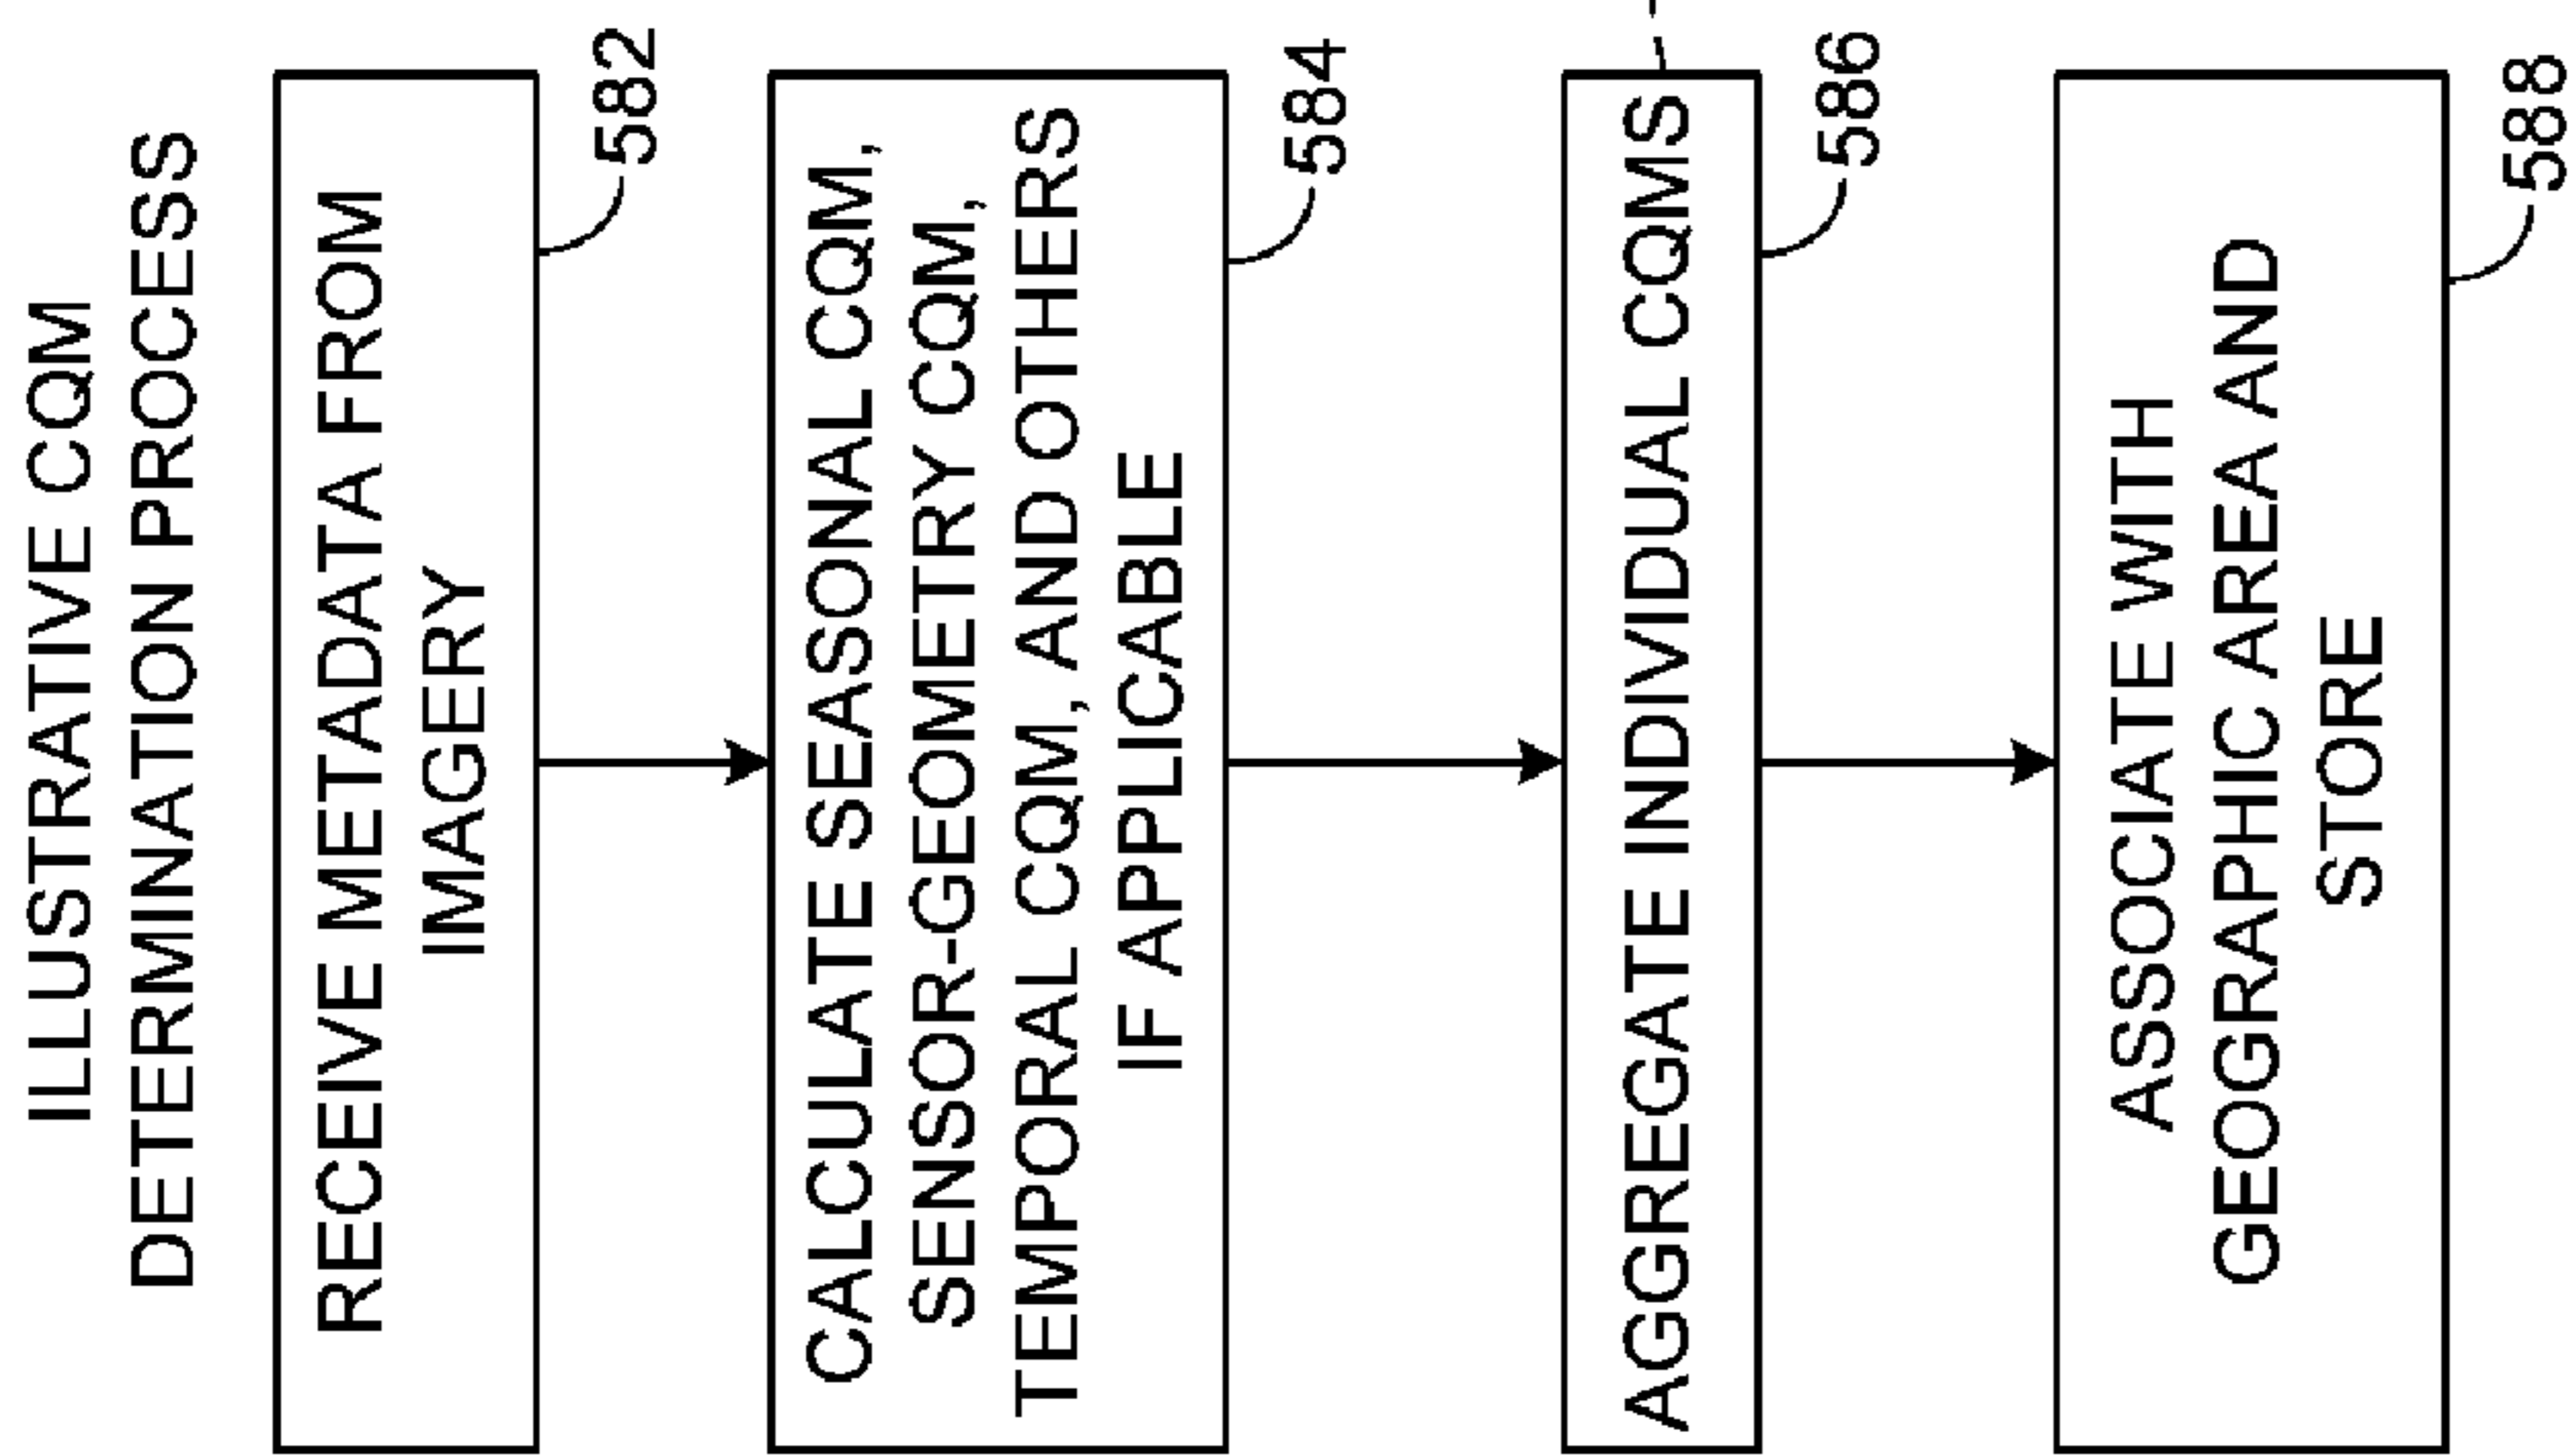 ILLUSTRATIVE CQM
DETERMINATION PROCESS
RECEIVE METADATA FROM
IMAGERY
582
CALCULATE SEASONAL CQM,
SENSOR-GEOMETRY CQM,
TEMPORAL CQM, AND OTHERS
IF APPLICABLE
584
AGGREGATE INDIVIDUAL CQMS
586
ASSOCIATE WITH
GEOGRAPHIC AREA AND
STORE
588